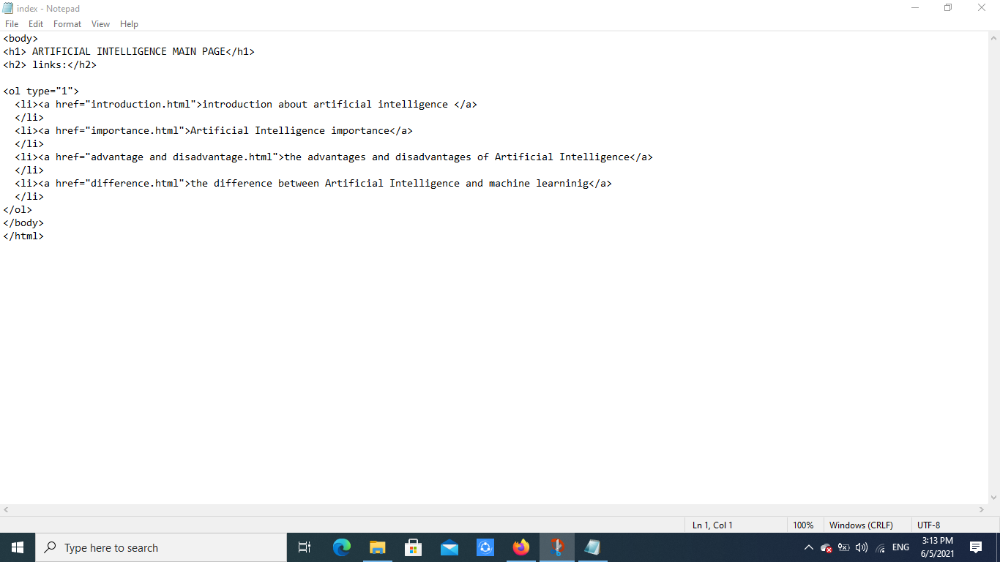 index - Notepad
File Edit Format View Help
<body>
<h1> ARTIFICIAL INTELLIGENCE MAIN PAGE</h1>
<h2> links:</h2>
<ol type="1">
  <li><a href="introduction.html">introduction about artificial intelligence </a>
  </li>
  <li><a href="importance.html">Artificial Intelligence importance</a>
  </li>
  <li><a href="advantage and disadvantage.html">the advantages and disadvantages of Artificial Intelligence</a>
  </li>
  <li><a href="difference.html">the difference between Artificial Intelligence and machine learninig</a>
  </li>
</ol>
</body>
</html>
Ln 1, Col 1 100% Windows (CRLF) UTF-8
Type here to search
ENG
3:13 PM
6/5/2021